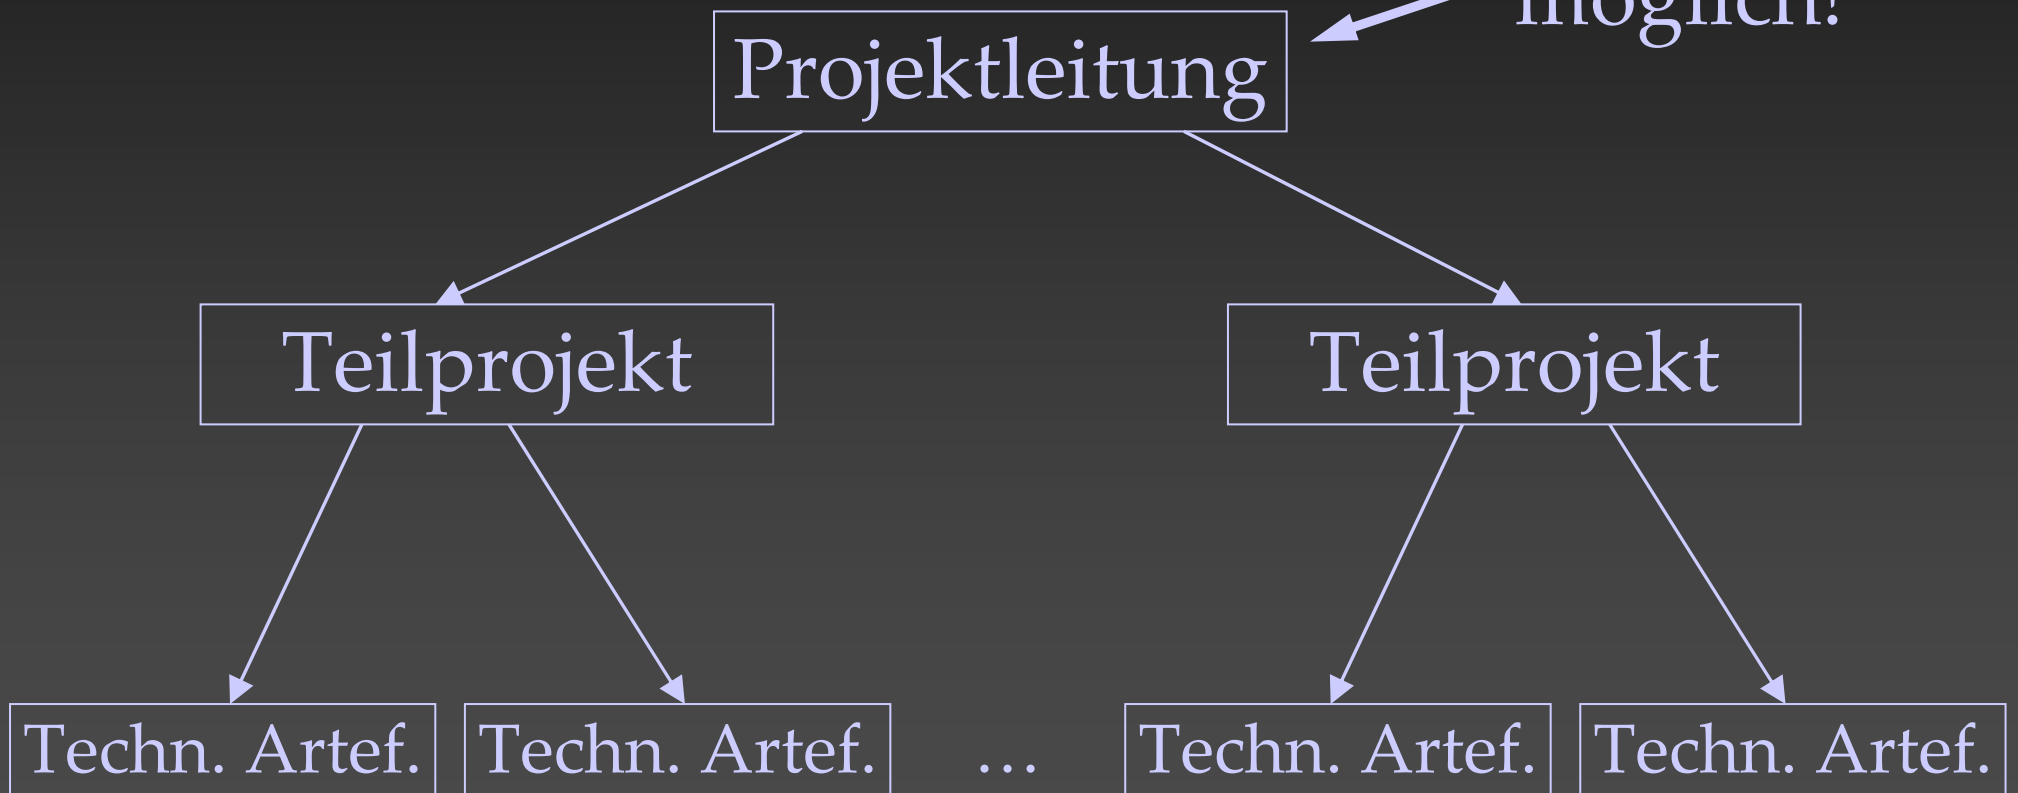 möglich!
Projektleitung
Teilprojekt Teilprojekt
Techn. Artef. Techn. Artef. … Techn. Artef. Techn. Artef.